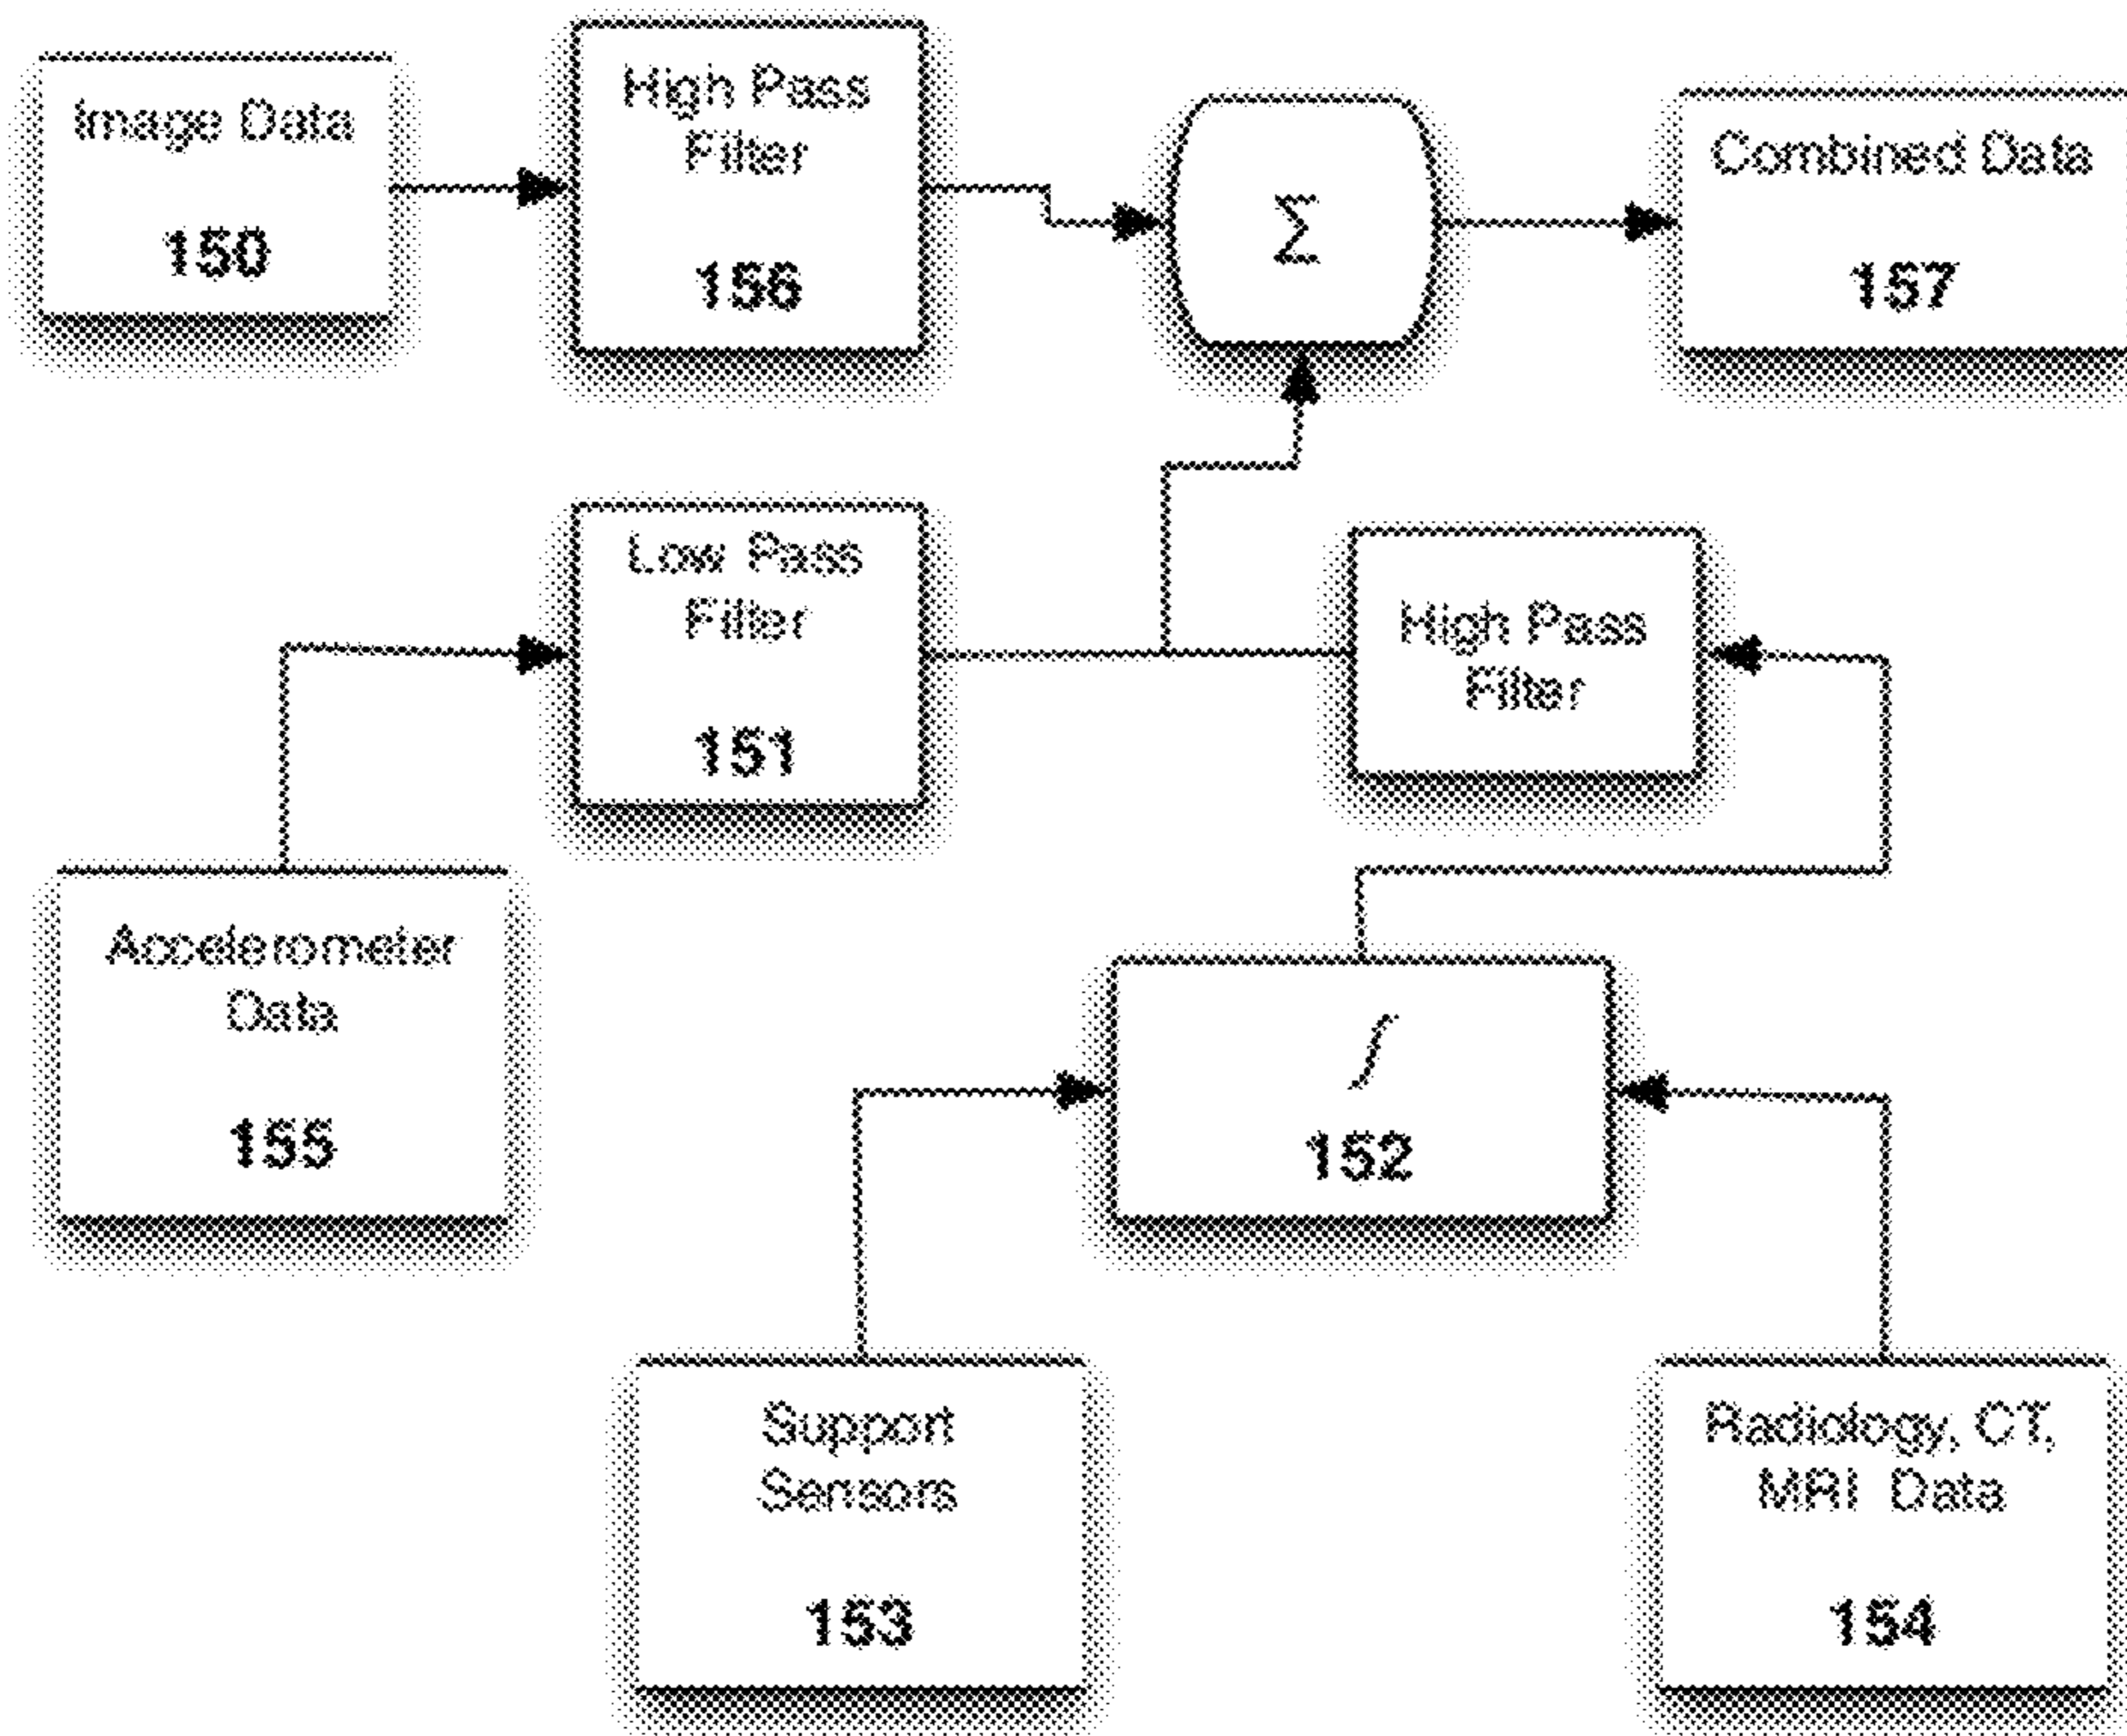 Image Data
150
High Pass
Filter
156
Σ
Combined Data
157
Low Pass
Filter
151
High Pass
Filter
Accelerometer
Data
155
∫
152
Support
Sensors
153
Radiology, CT,
MRI Data
154